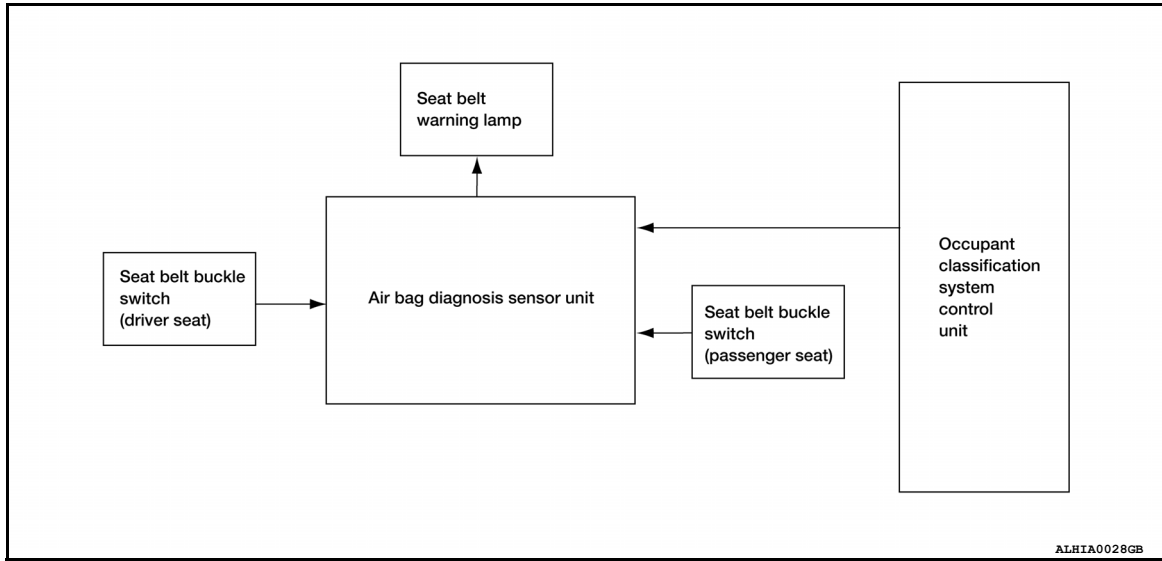 Seat belt
warning lamp
Seat belt buckle
switch
(driver seat)
Air bag diagnosis sensor unit
Seat belt buckle
switch
(passenger seat)
Occupant
classification
system
control
unit
ALHIA0028GB